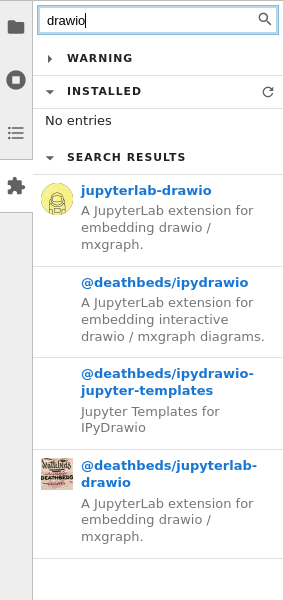 drawio
WARNING
INSTALLED
No entries
SEARCH RESULTS
jupyterlab-drawio
A JupyterLab extension for
embedding drawio /
mxgraph.
@deathbeds/ipydrawio
A JupyterLab extension for
embedding interactive
drawio / mxgraph diagrams.
@deathbeds/ipydrawio-
jupyter-templates
Jupyter Templates for
IPyDrawio
@deathbeds/jupyterlab-
drawio
DEATHBEDS
A JupyterLab extension for
embedding drawio /
mxgraph.